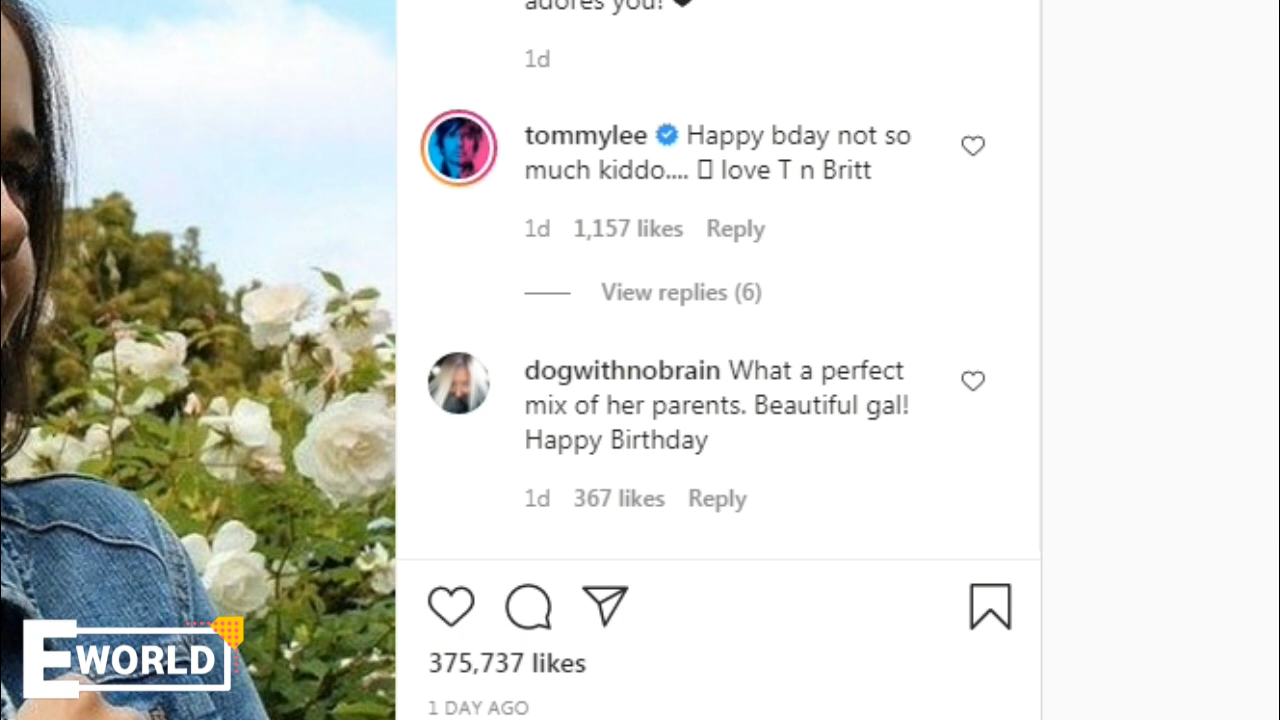 adores you! 🖤
1d
tommylee Happy bday not so
much kiddo.... ▯ love T n Britt
1d 1,157 likes Reply
View replies (6)
dogwithnobrain What a perfect
mix of her parents. Beautiful gal!
Happy Birthday
1d 367 likes Reply
375,737 likes
1 DAY AGO
E WORLD